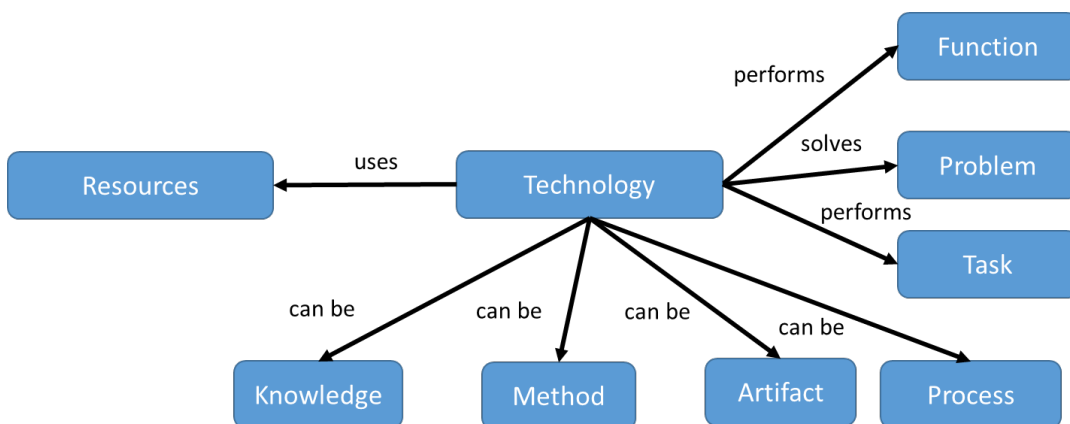 Function
performs
solves
Problem
Resources
uses
Technology
performs
Task
can be
can be
can be
can be
Knowledge
Method
Artifact
Process